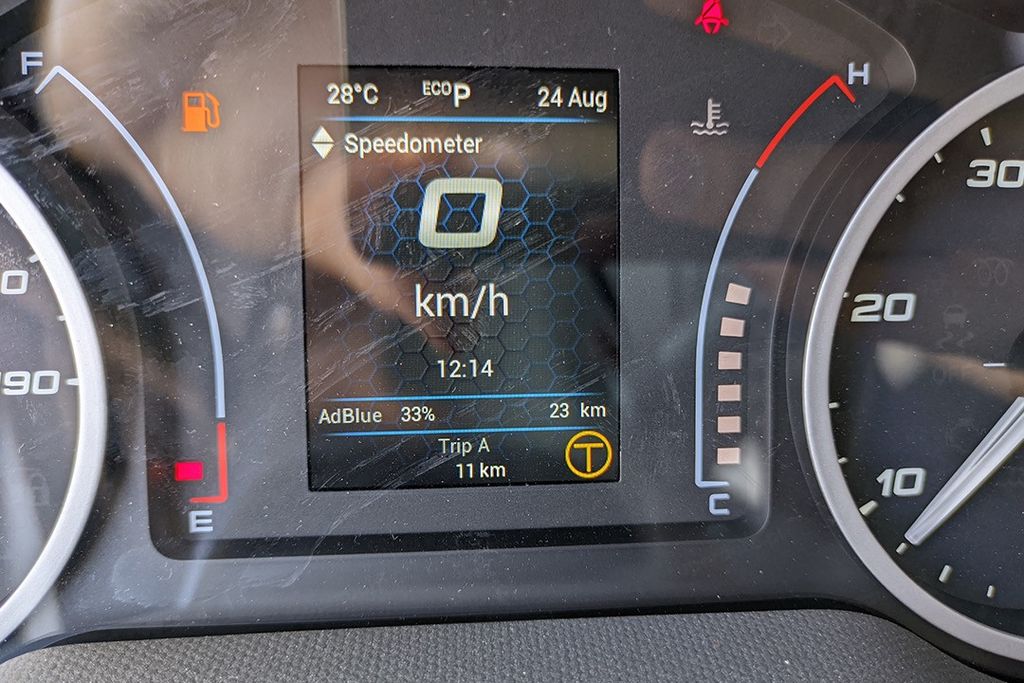 F
H
28°C
ECO P
24 Aug
Speedometer
0
km/h
12:14
AdBlue 33%
23 km
Trip A
11 km
T
E
C
190
30
20
10